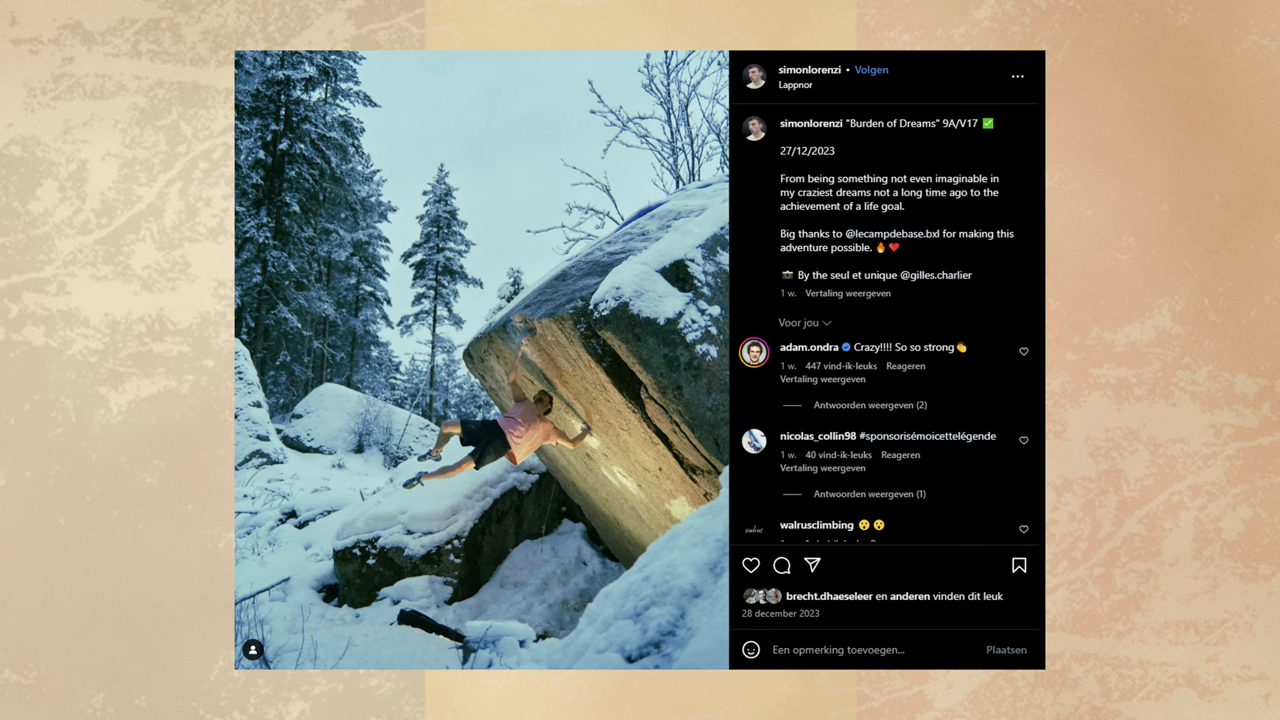 simonlorenzi • Volgen
Lappnor
simonlorenzi "Burden of Dreams" 9A/V17 ✅
27/12/2023
From being something not even imaginable in
my craziest dreams not a long time ago to the
achievement of a life goal.
Big thanks to @lecampdebase.bxl for making this
adventure possible. 🔥❤️
📸 By the seul et unique @gilles.charlier
1 w. Vertaling weergeven
Voor jou
adam.ondra Crazy!!!! So so strong👏
1 w. 447 vind-ik-leuks Reageren
Vertaling weergeven
Antwoorden weergeven (2)
nicolas_collin98 #sponsorisémoicettelégende
1 w. 40 vind-ik-leuks Reageren
Vertaling weergeven
Antwoorden weergeven (1)
walrusclimbing 😮😮
brecht.dhaeseleer en anderen vinden dit leuk
28 december 2023
Een opmerking toevoegen...
Plaatsen